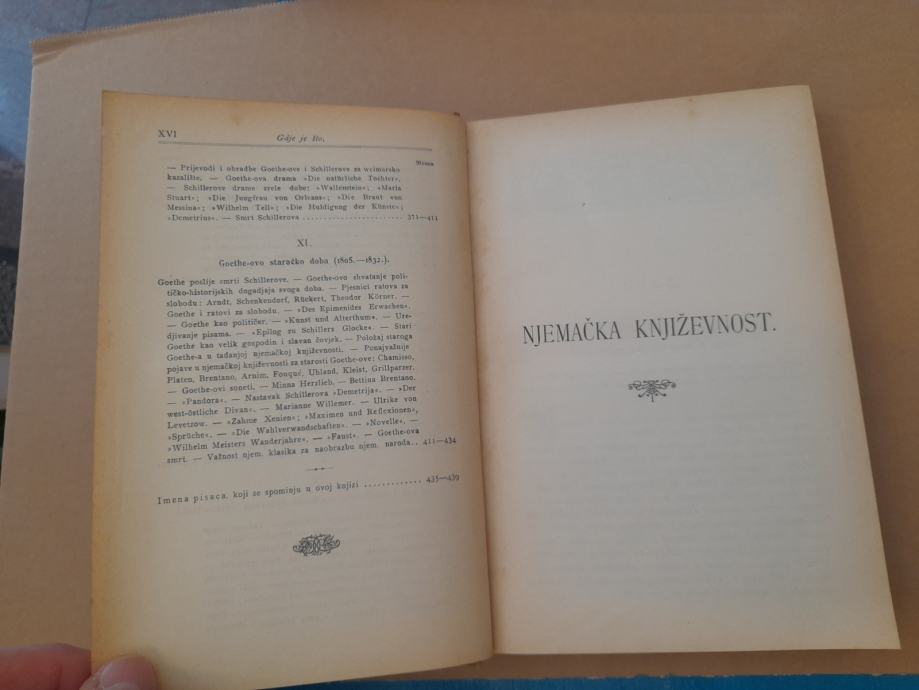 XVI
Gdje je što.
Strana
— Prijevodi i obradbe Goethe-ove i Schillerove za weimarsko
kazalište. — Goethe-ova drama »Die natürliche Tochter«.
— Schillerove drame zrele dobe: »Wallenstein«; »Maria
Stuart«; »Die Jungfrau von Orleans«; »Die Braut von
Messina«; »Wilhelm Tell«; »Die Huldigung der Künste«;
»Demetrius«. — Smrt Schillerova ........................ 371—411
XI.
Goethe-ovo staračko doba (1805.—1832.).
Goethe poslije smrti Schillerove. — Goethe-ovo shvatanje poli-
tičko-historijskih dogadjaja svoga doba. — Pjesnici ratova za
slobodu: Arndt, Schenkendorf, Rückert, Theodor Körner. —
Goethe i ratovi za slobodu. — »Des Epimenides Erwachen«.
— Goethe kao političar. — »Kunst und Alterthum«. — Ure-
djivanje pisama. — »Epilog zu Schillers Glocke«. — Stari
Goethe kao velik gospodin i slavan čovjek. — Položaj staroga
Goethe-a u tadanjoj njemačkoj književnosti. — Ponajvažnije
pojave u njemačkoj književnosti za starosti Goethe-ove: Chamisso,
Platen, Brentano, Arnim, Fouqué, Uhland, Kleist, Grillparzer.
— Goethe-ovi soneti. — Minna Herzlieb. — Bettina Brentano.
— »Pandora«. — Nastavak Schillerova »Demetrija«. — »Der
west-östliche Divan«. — Marianne Willemer. — Ulrike von
Levetzow. — »Zahme Xenien«; »Maximen und Reflexionen«,
»Sprüche«. — »Die Wahlverwandschaften«. — »Novelle«. —
»Wilhelm Meisters Wanderjahre«. — »Faust«. — Goethe-ova
smrt. — Važnost njem. klasika za naobrazbu njem. naroda.. 411—434
Imena pisaca, koji se spominju u ovoj knjizi ............ 435—439
NJEMAČKA KNJIŽEVNOST.